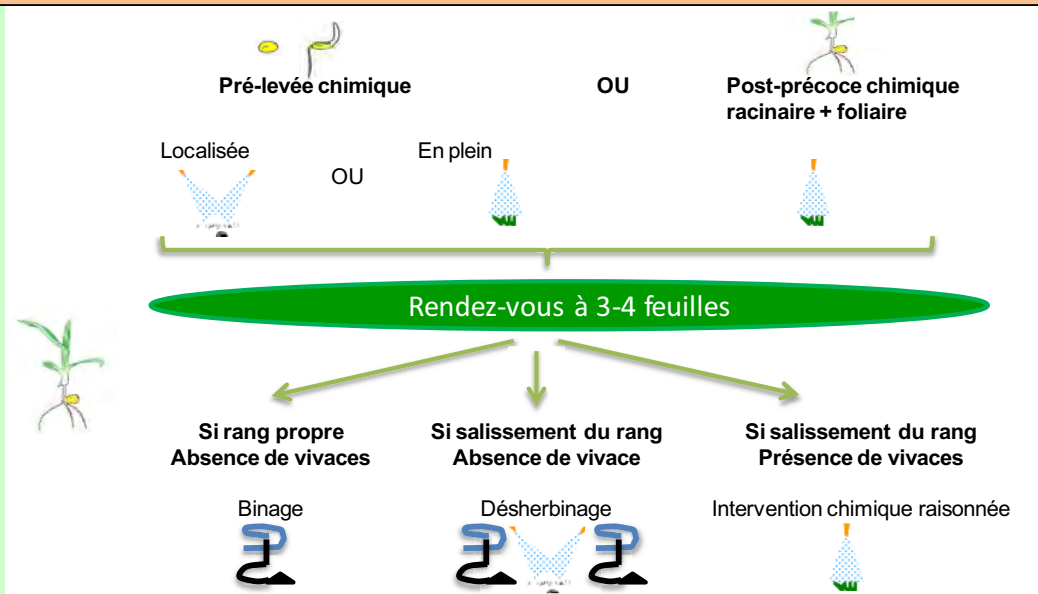 Pré-levée chimique
OU
Post-précoce chimique
racinaire + foliaire
Localisée
OU
En plein
Rendez-vous à 3-4 feuilles
Si rang propre
Absence de vivaces
Si salissement du rang
Absence de vivace
Si salissement du rang
Présence de vivaces
Binage
Désherbinage
Intervention chimique raisonnée